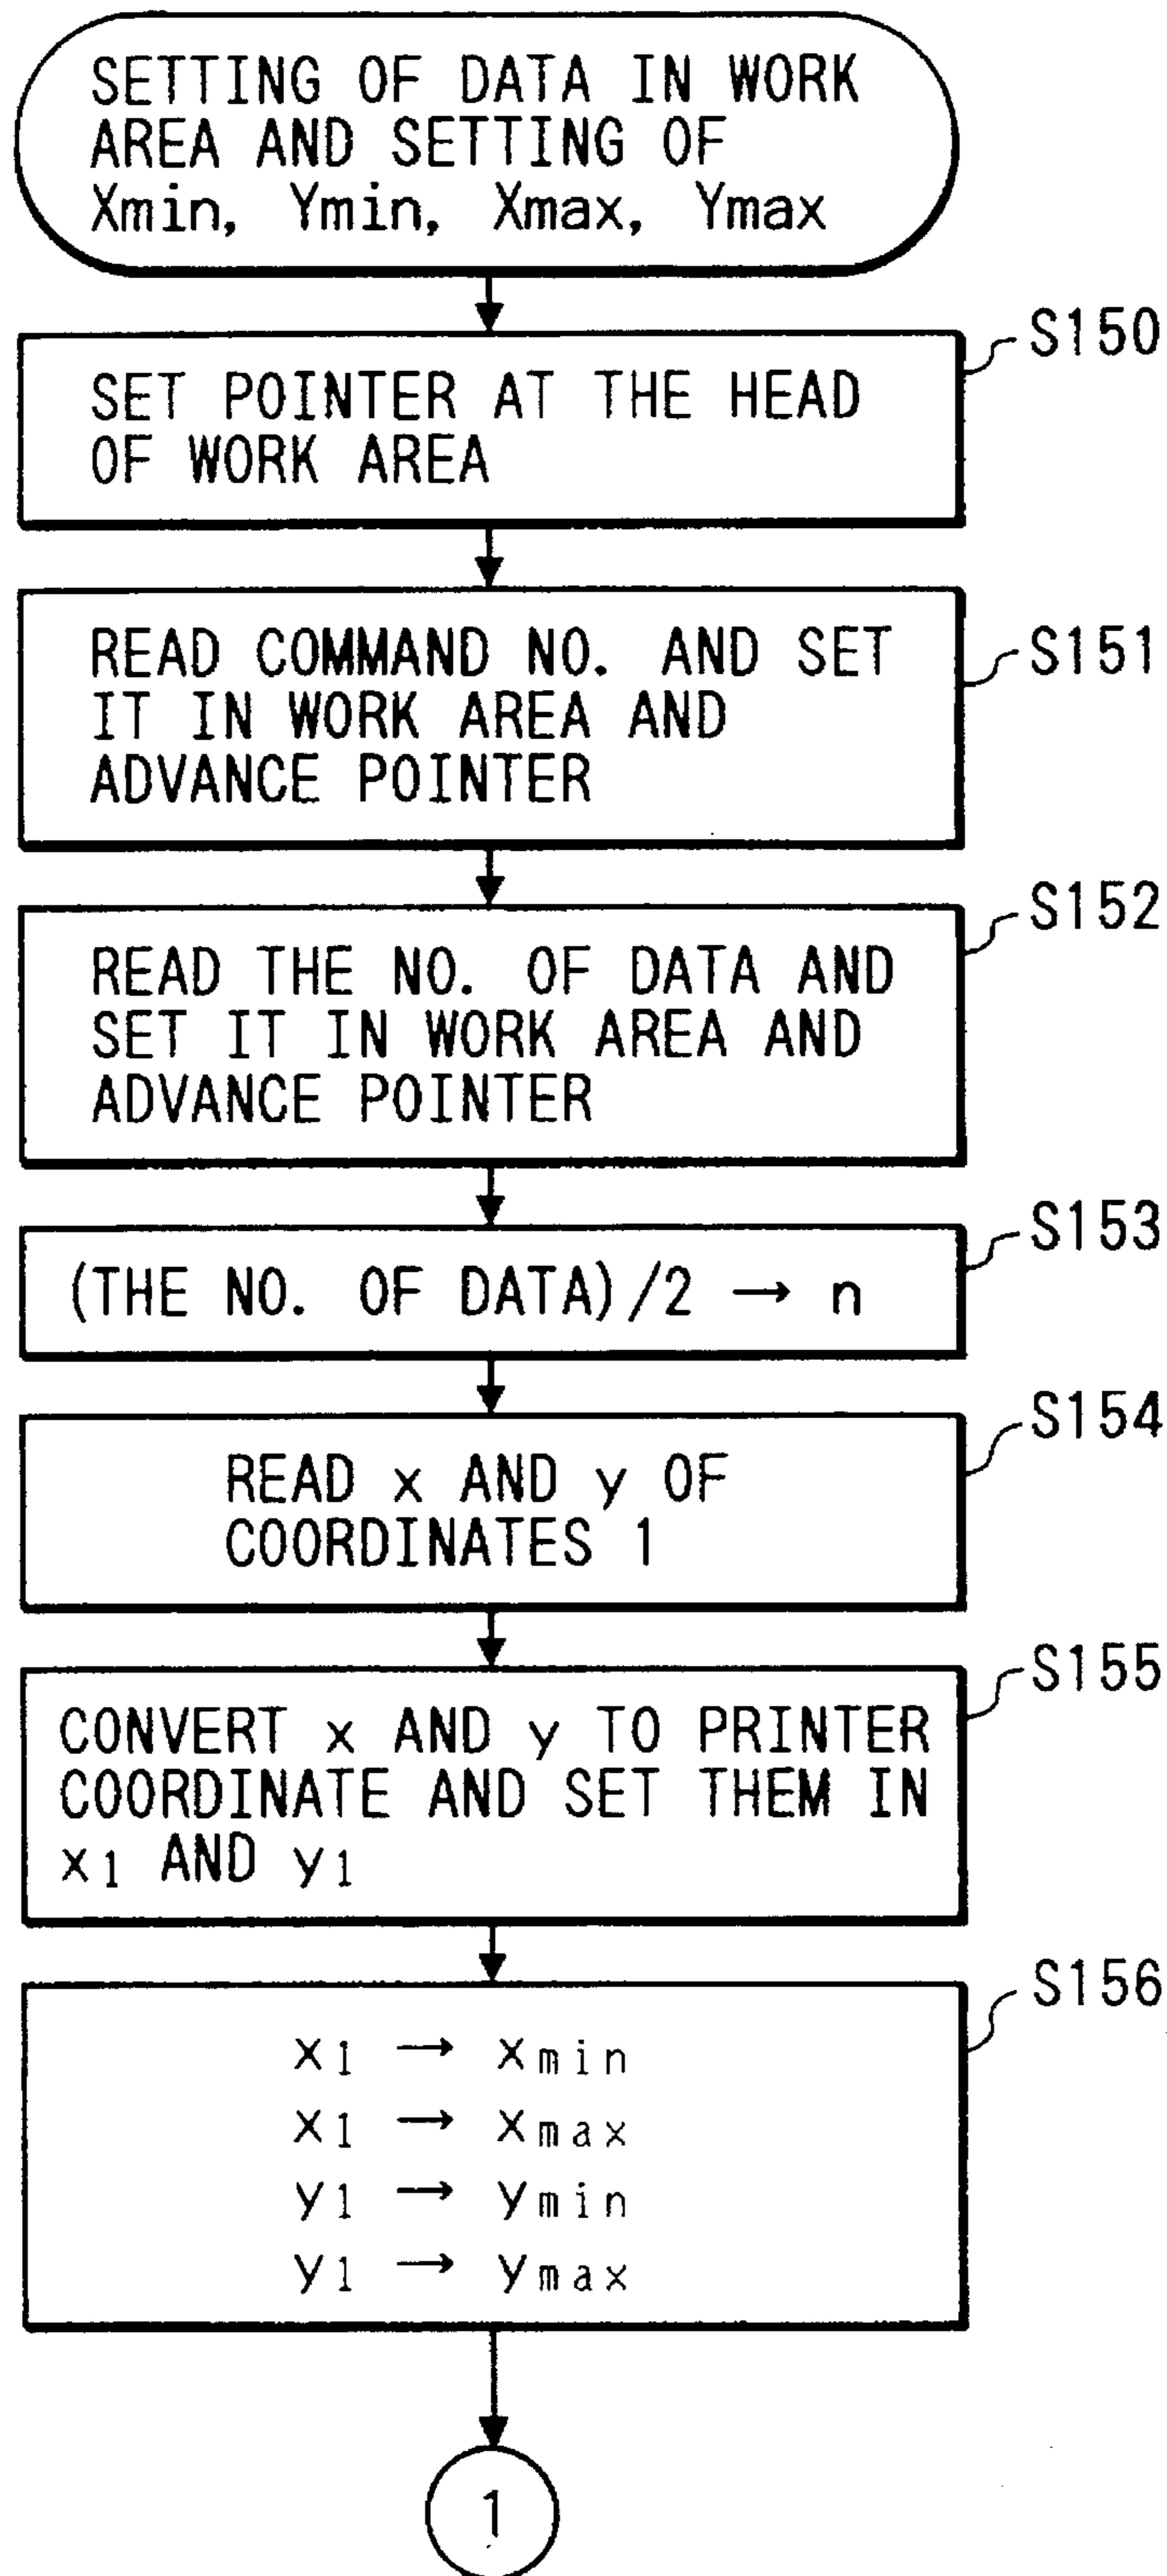 SETTING OF DATA IN WORK
AREA AND SETTING OF
Xmin, Ymin, Xmax, Ymax
S150
SET POINTER AT THE HEAD
OF WORK AREA
S151
READ COMMAND NO. AND SET
IT IN WORK AREA AND
ADVANCE POINTER
S152
READ THE NO. OF DATA AND
SET IT IN WORK AREA AND
ADVANCE POINTER
S153
(THE NO. OF DATA)/2 → n
S154
READ x AND y OF
COORDINATES 1
S155
CONVERT x AND y TO PRINTER
COORDINATE AND SET THEM IN
x1 AND y1
S156
x1 → xmin
x1 → xmax
y1 → ymin
y1 → ymax
1